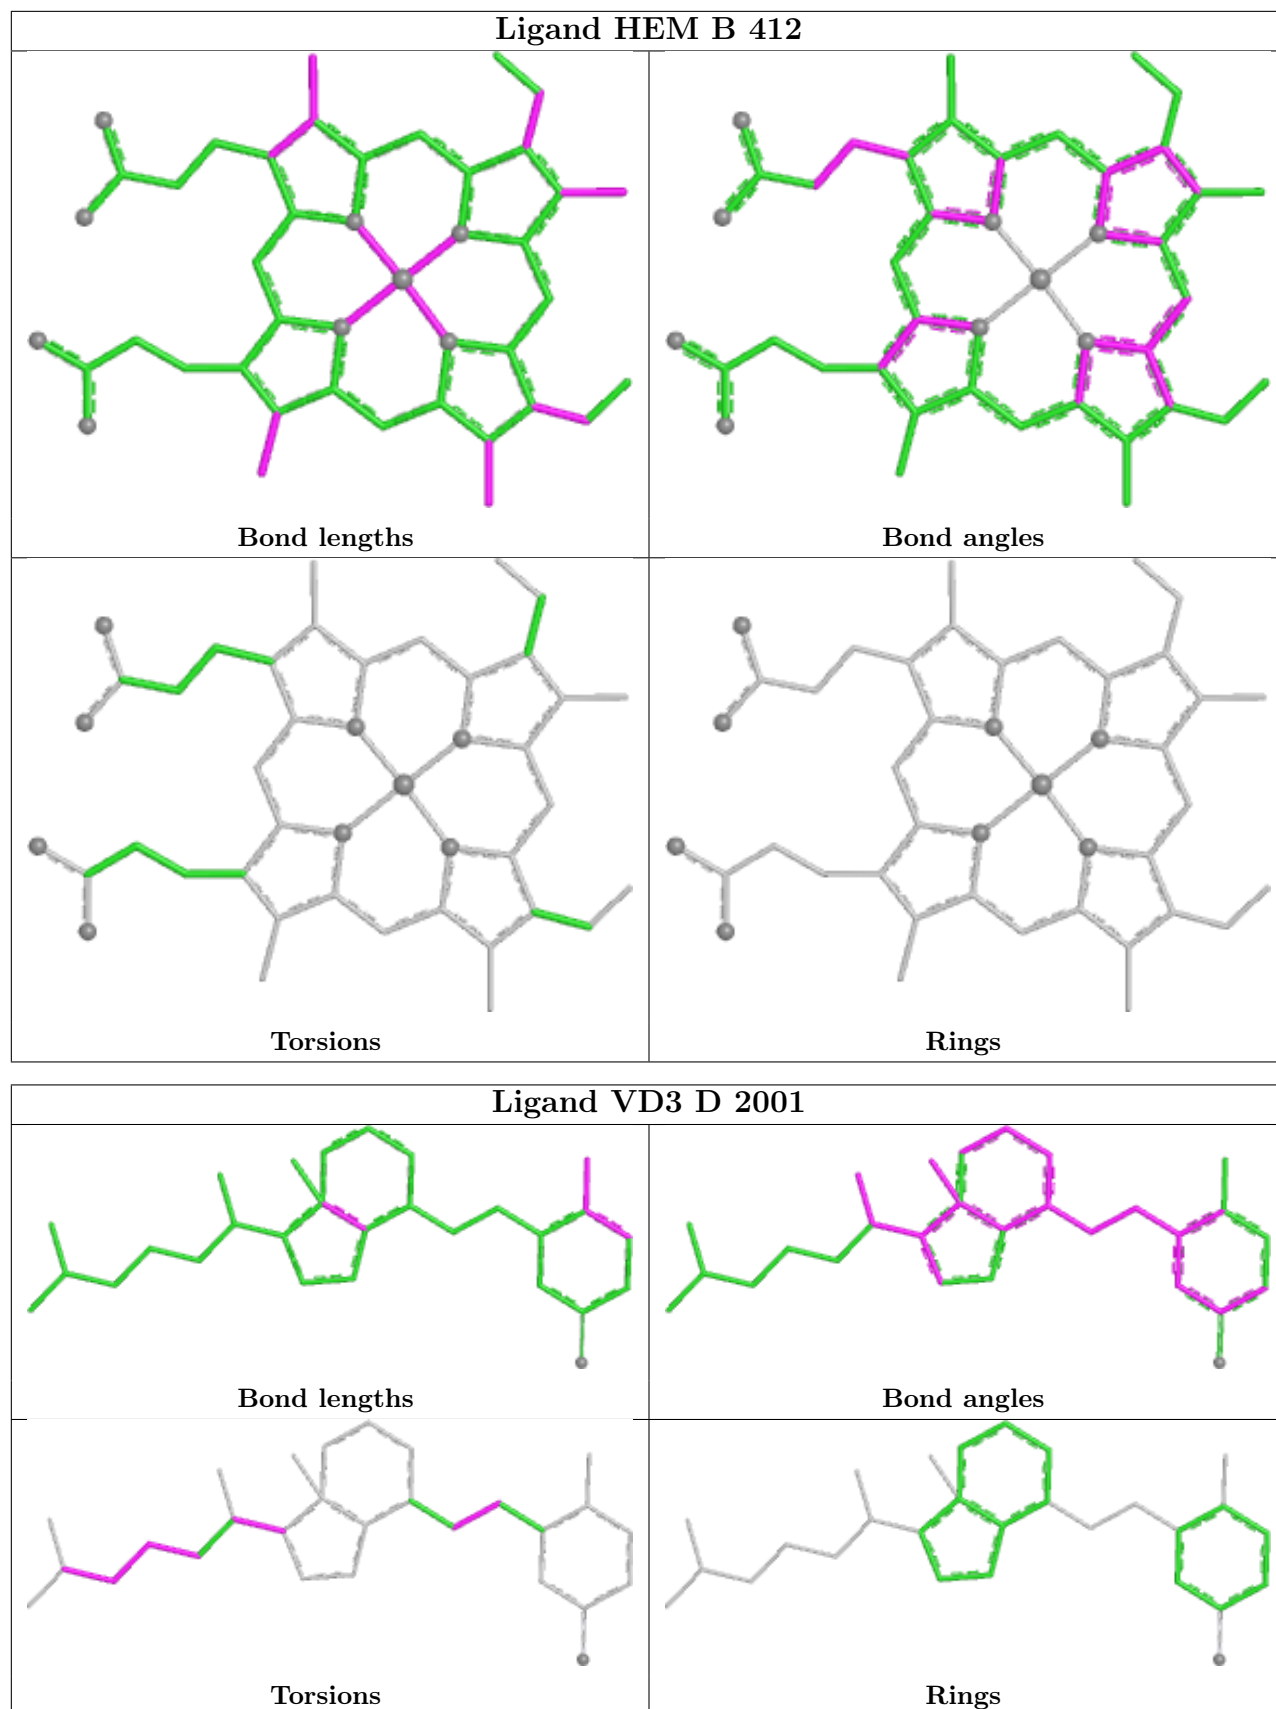 Ligand HEM B 412
Bond lengths
Bond angles
Torsions
Rings
Ligand VD3 D 2001
Bond lengths
Bond angles
Torsions
Rings